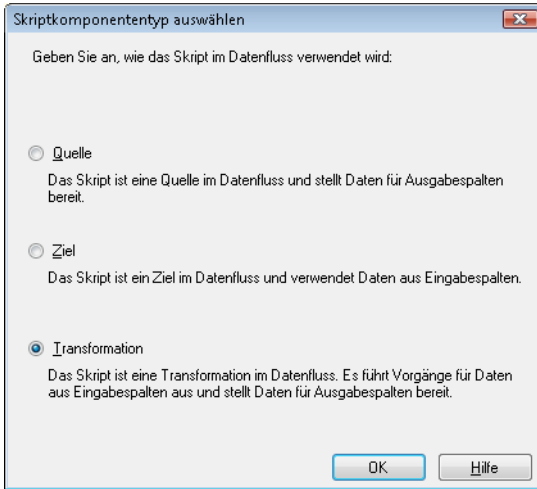 Skriptkomponententyp auswählen
Geben Sie an, wie das Skript im Datenfluss verwendet wird:
Quelle
Das Skript ist eine Quelle im Datenfluss und stellt Daten für Ausgabespalten
bereit.
Ziel
Das Skript ist ein Ziel im Datenfluss und verwendet Daten aus Eingabespalten.
Transformation
Das Skript ist eine Transformation im Datenfluss. Es führt Vorgänge für Daten
aus Eingabespalten aus und stellt Daten für Ausgabespalten bereit.
OK
Hilfe